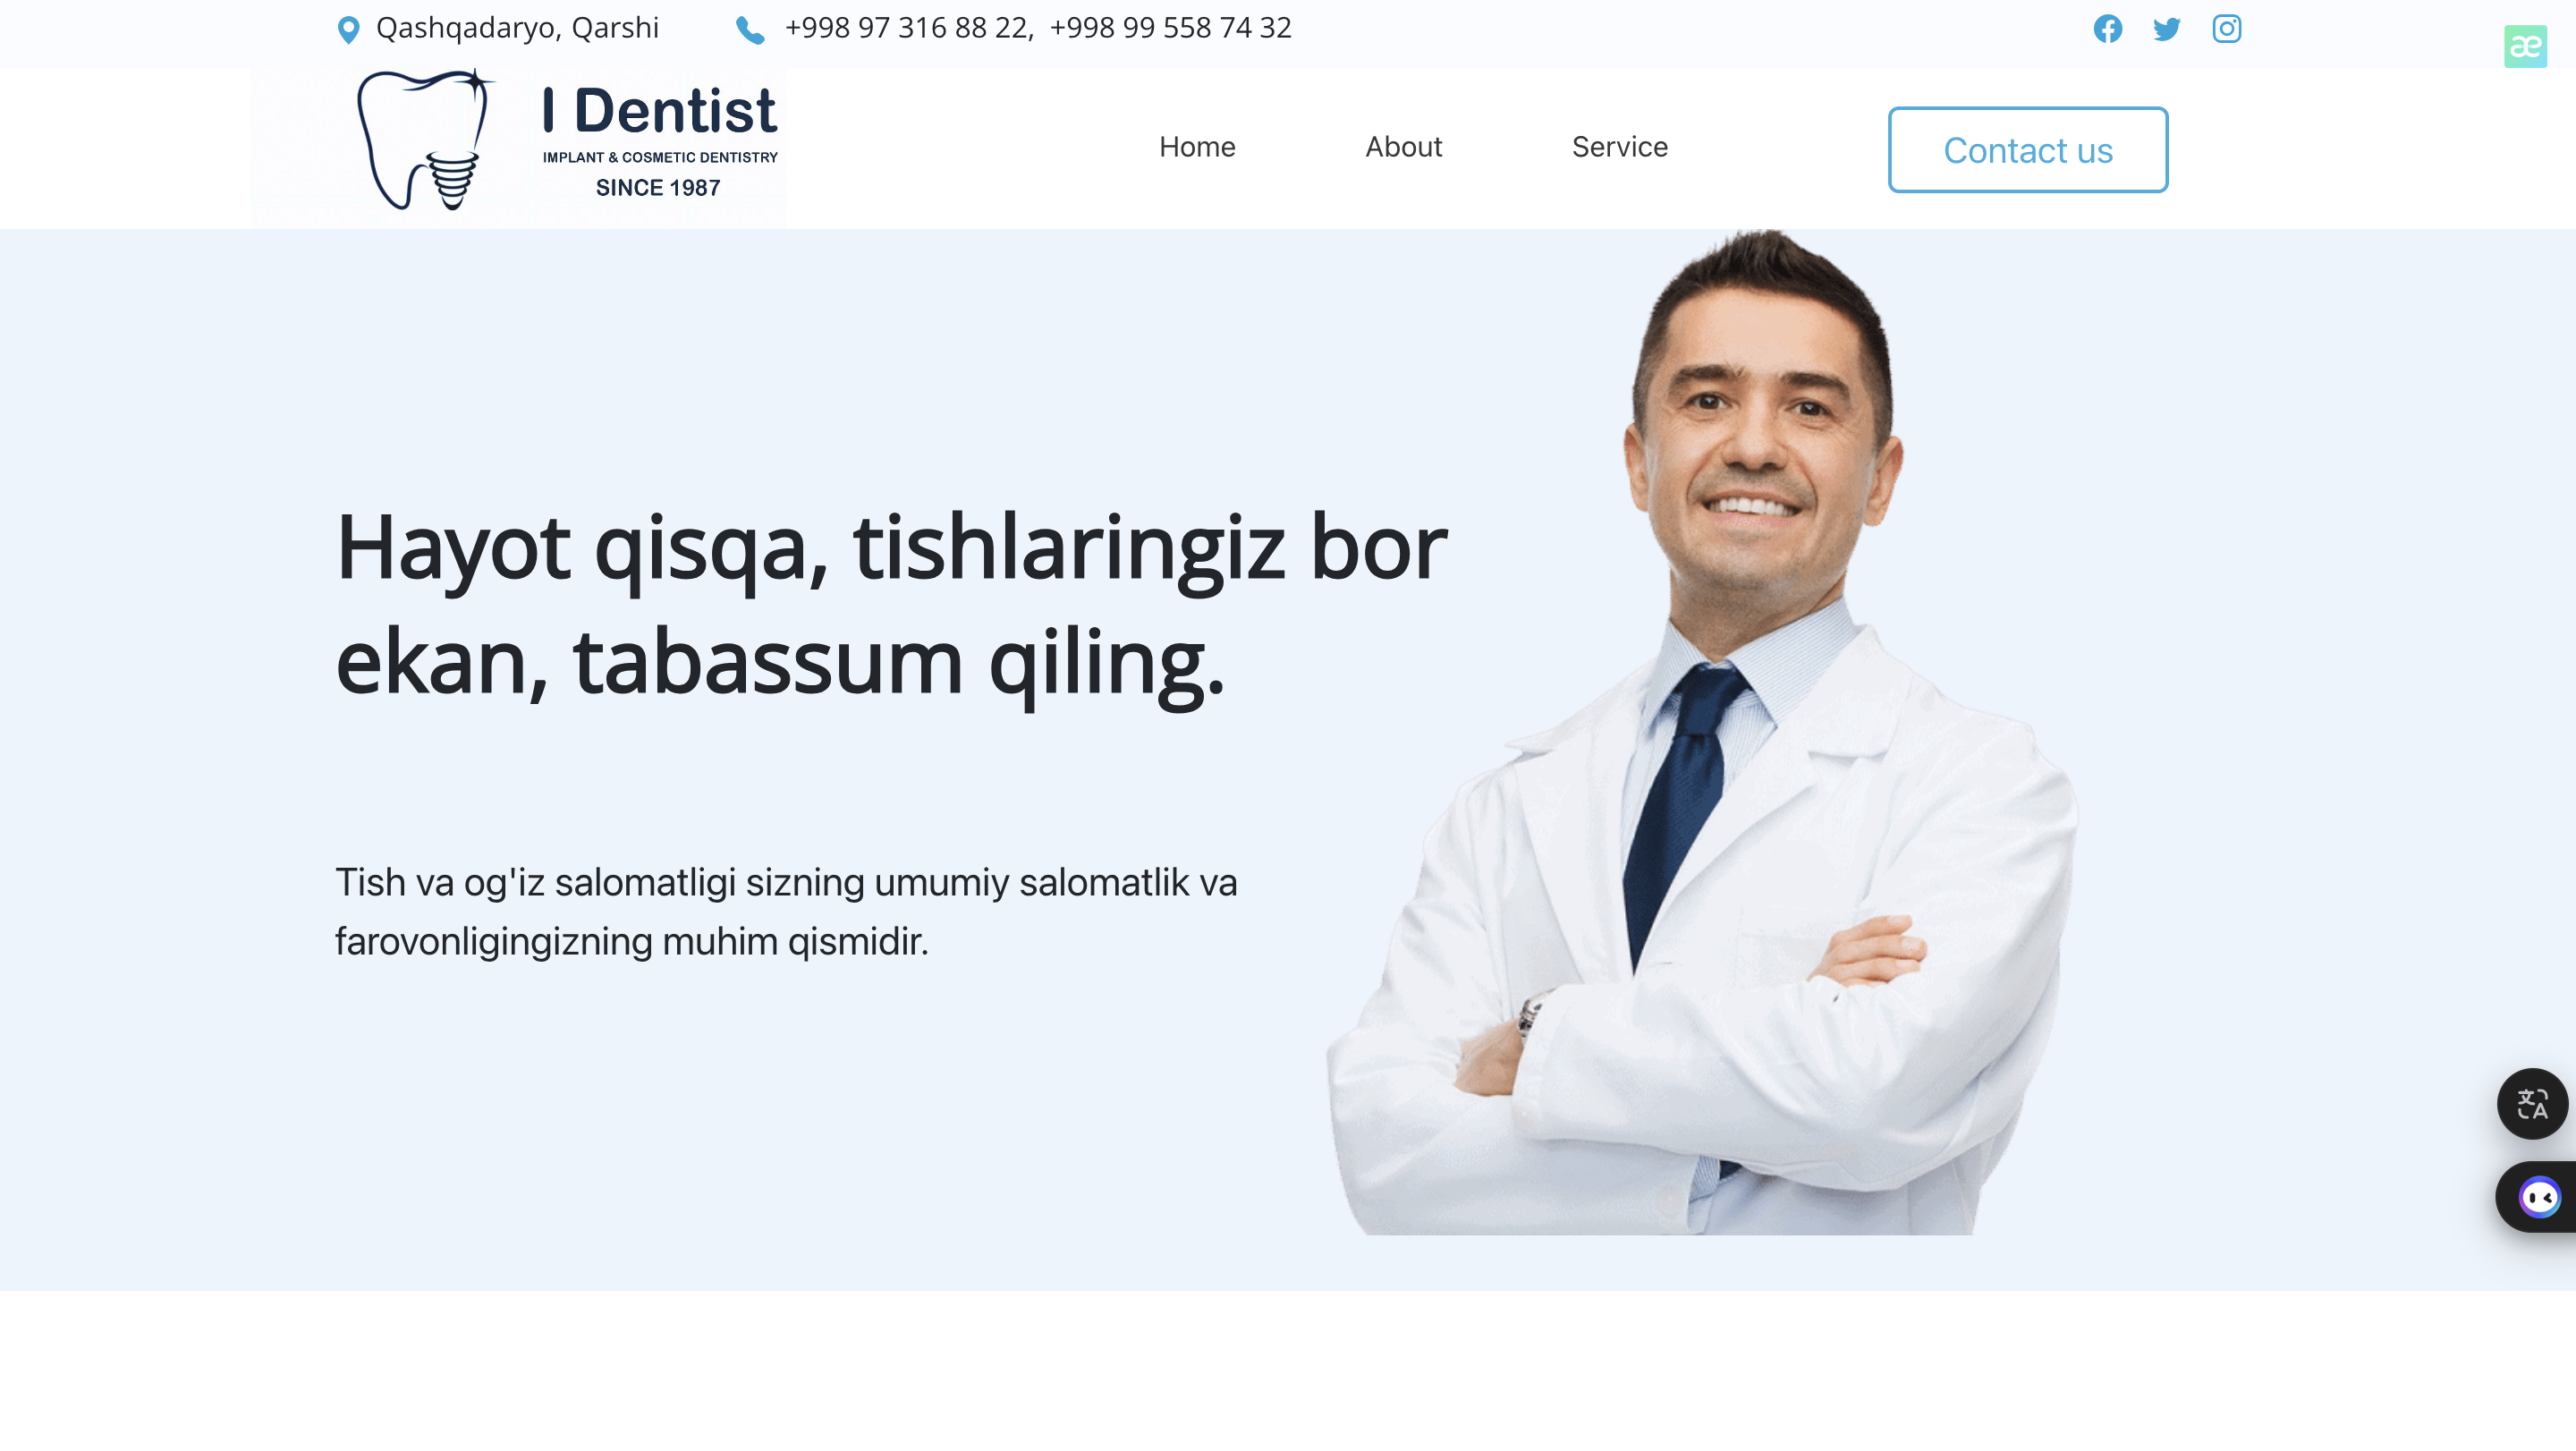 Qashqadaryo, Qarshi
+998 97 316 88 22, +998 99 558 74 32
æ
I Dentist
IMPLANT & COSMETIC DENTISTRY
SINCE 1987
Home
About
Service
Contact us
Hayot qisqa, tishlaringiz bor
ekan, tabassum qiling.
Tish va og'iz salomatligi sizning umumiy salomatlik va
farovonligingizning muhim qismidir.
文A